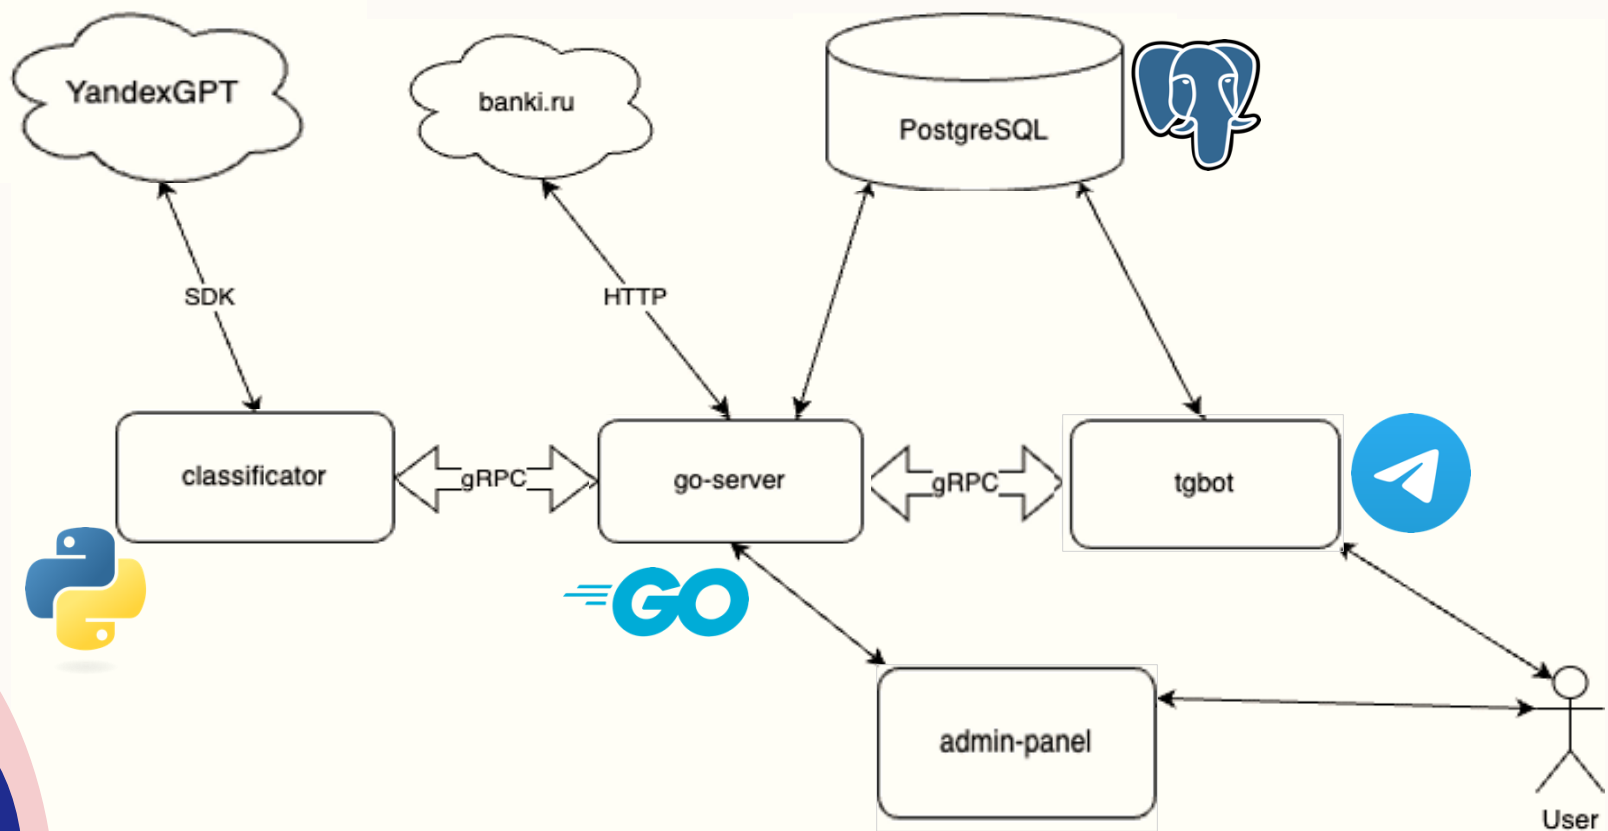 YandexGPT
banki.ru
PostgreSQL
SDK
HTTP
classificator
gRPC
go-server
gRPC
tgbot
GO
admin-panel
User